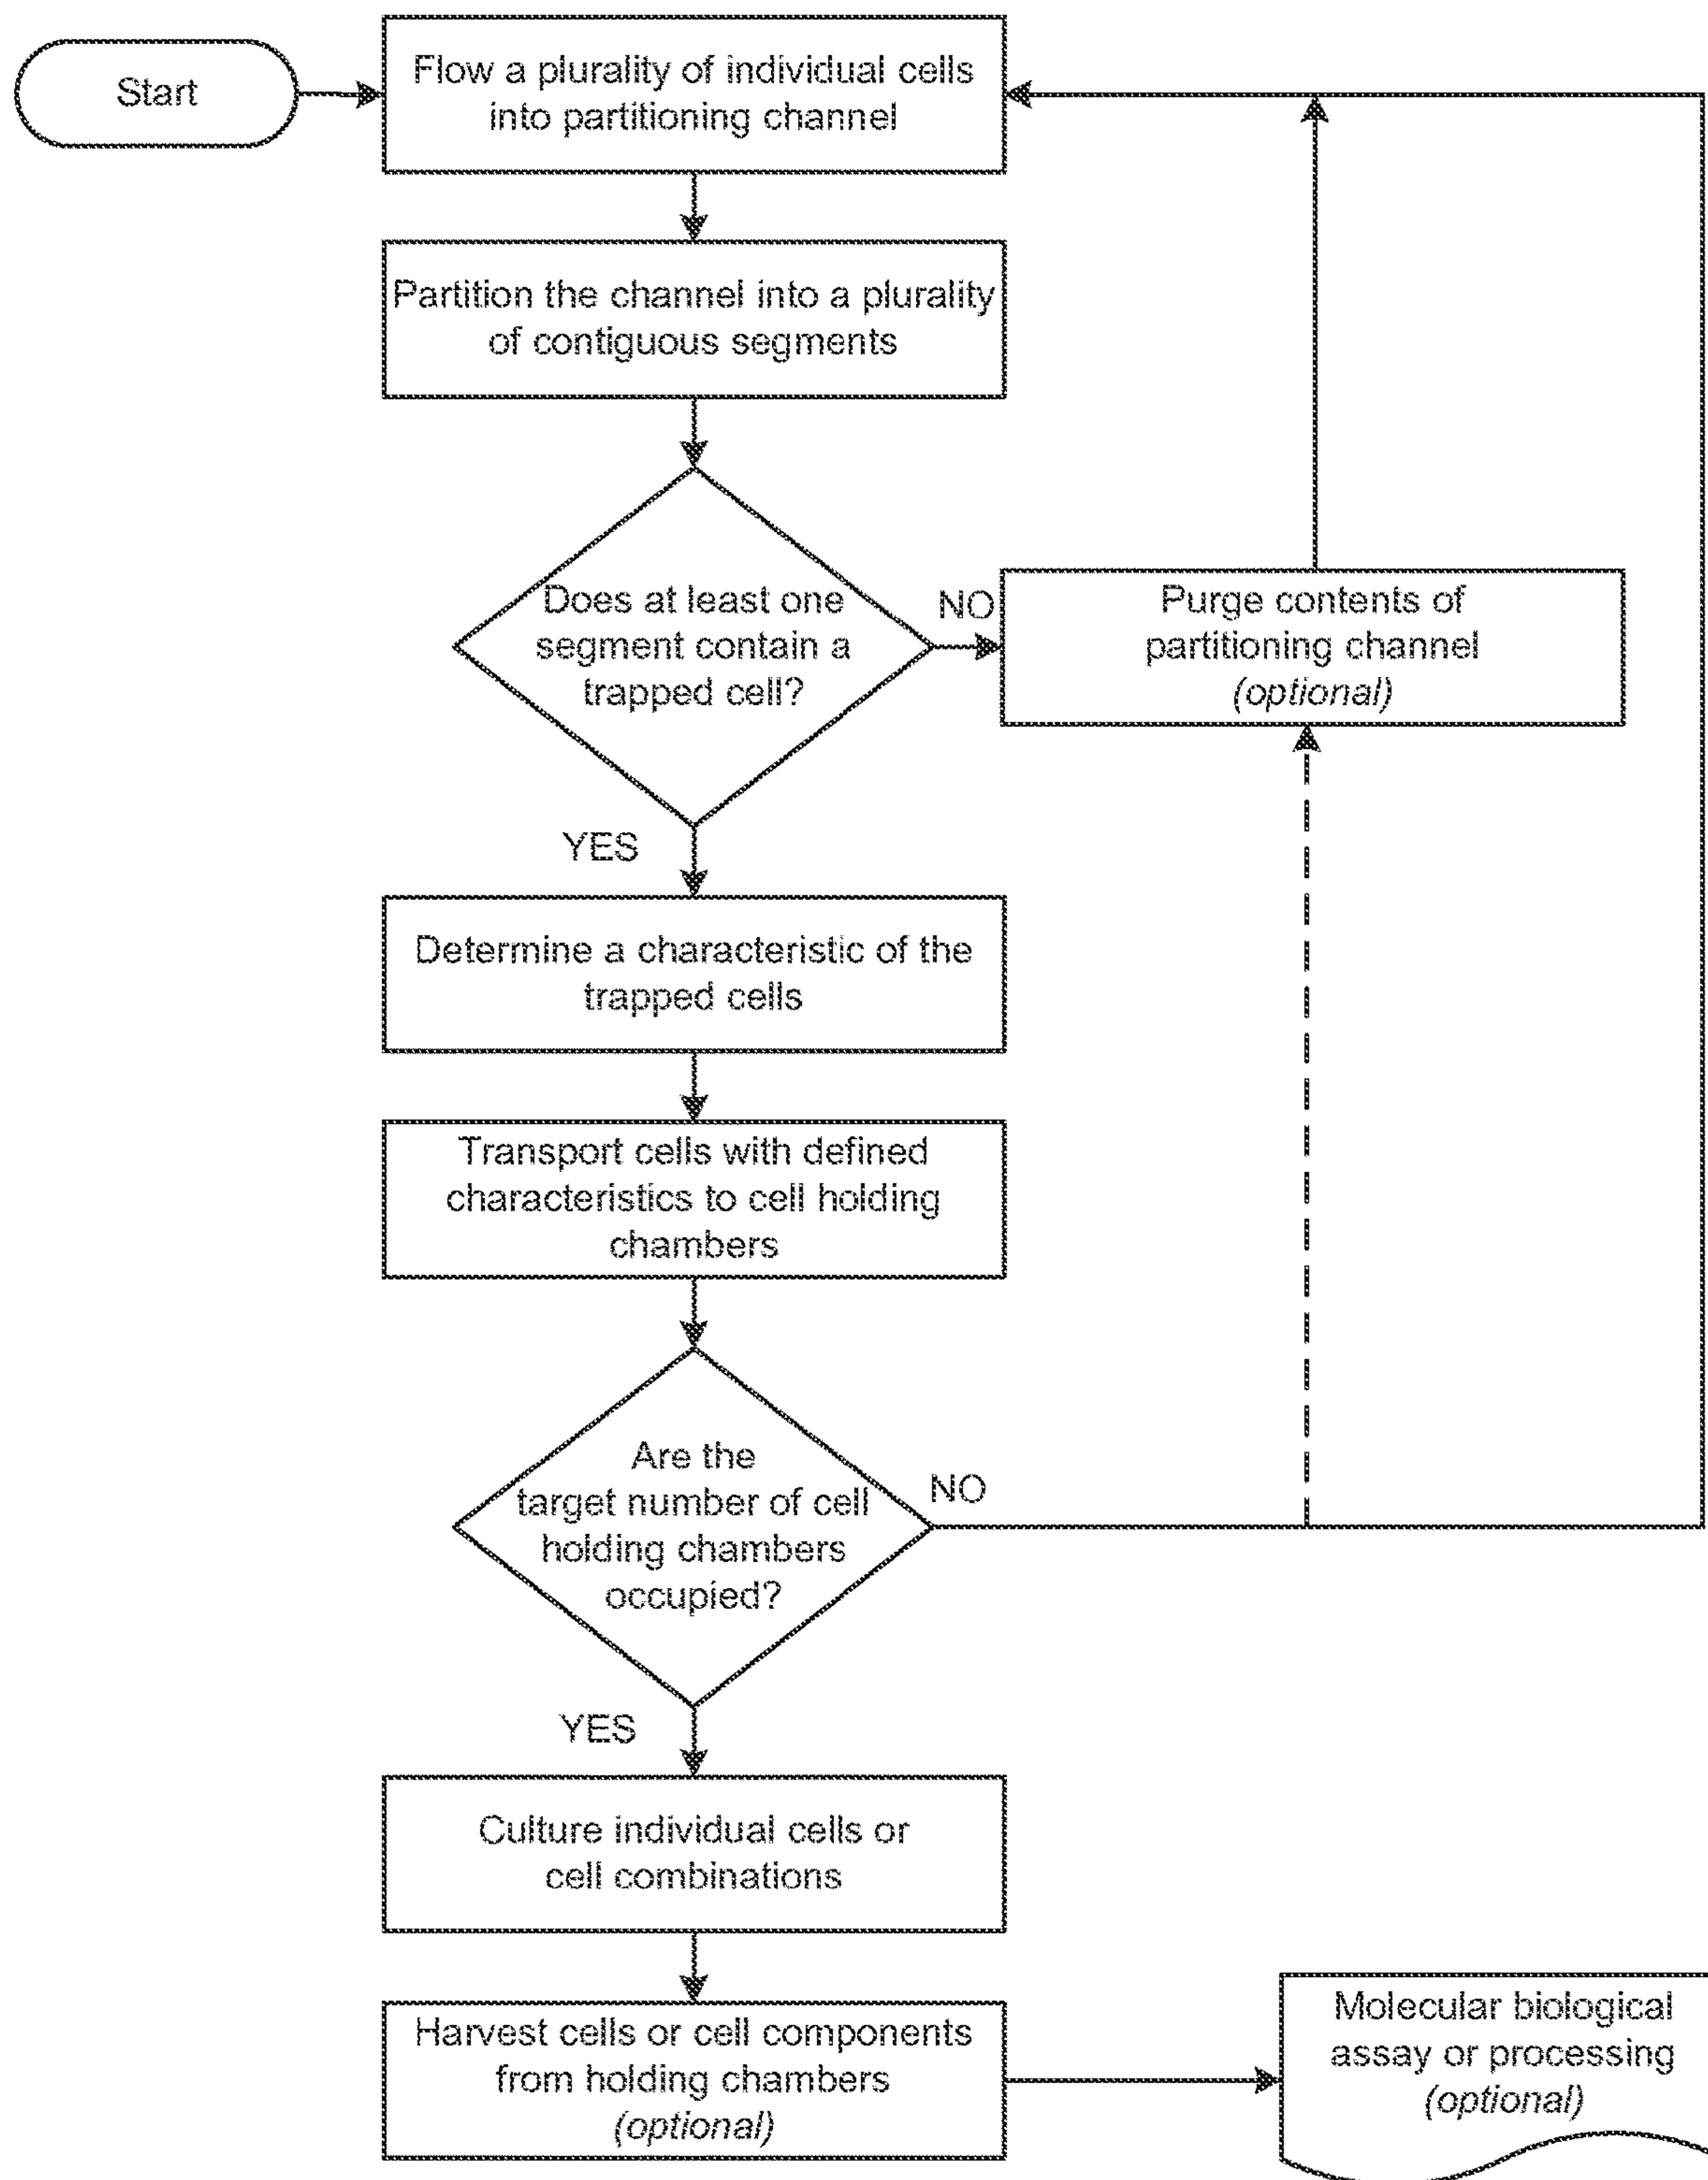 Start
Flow a plurality of individual cells
into partitioning channel
Partition the channel into a plurality
of contiguous segments
Does at least one
segment contain a
trapped cell?
NO
Purge contents of
partitioning channel
(optional)
YES
Determine a characteristic of the
trapped cells
Transport cells with defined
characteristics to cell holding
chambers
Are the
target number of cell
holding chambers
occupied?
NO
YES
Culture individual cells or
cell combinations
Harvest cells or cell components
from holding chambers
(optional)
Molecular biological
assay or processing
(optional)